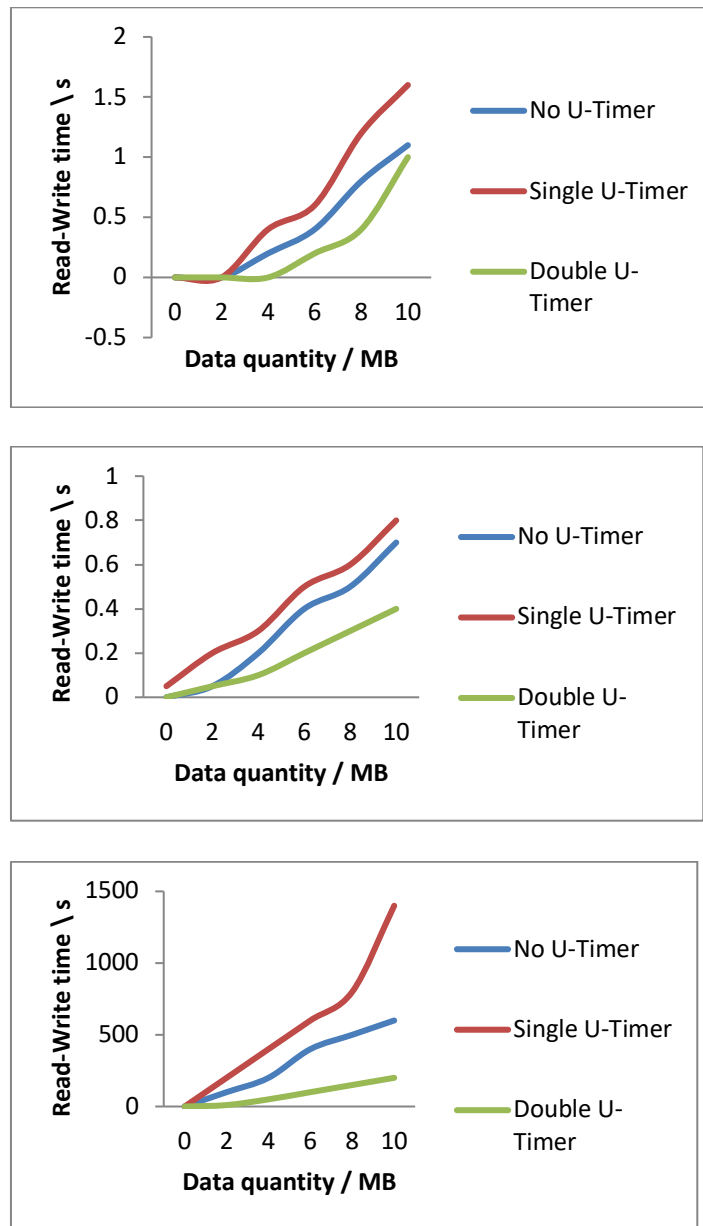 2
1.5
1
0.5
0
-0.5
Read-Write time \ s
0 2 4 6 8 10
Data quantity / MB
No U-Timer
Single U-Timer
Double U-
Timer
1
0.8
0.6
0.4
0.2
0
Read-Write time \ s
0 2 4 6 8 10
Data quantity / MB
No U-Timer
Single U-Timer
Double U-
Timer
1500
1000
500
0
Read-Write time \ s
0 2 4 6 8 10
Data quantity / MB
No U-Timer
Single U-Timer
Double U-
Timer